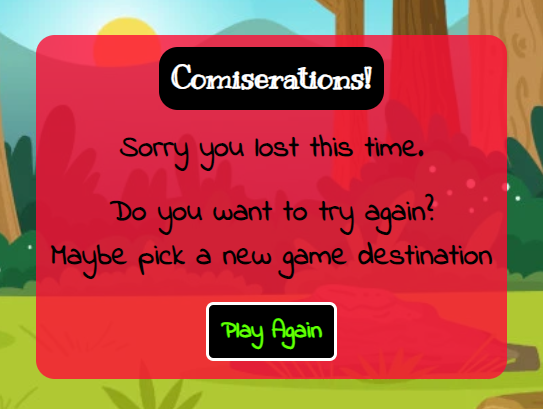 Comiserations!
Sorry you lost this time.
Do you want to try again?
Maybe pick a new game destination
Play Again